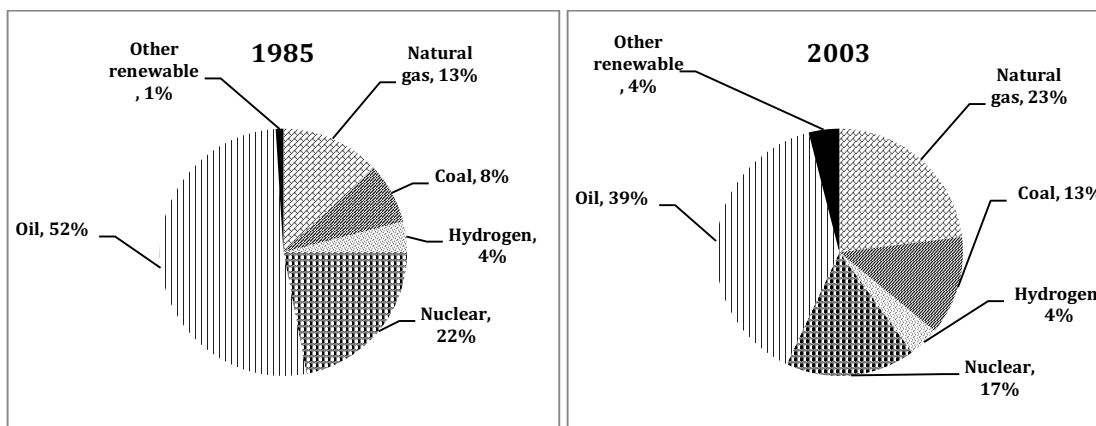 1985
Other
renewable
, 1%
Natural
gas, 13%
Coal, 8%
Hydrogen,
4%
Nuclear,
22%
Oil, 52%
2003
Other
renewable
, 4%
Natural
gas, 23%
Coal, 13%
Hydrogen
4%
Nuclear,
17%
Oil, 39%